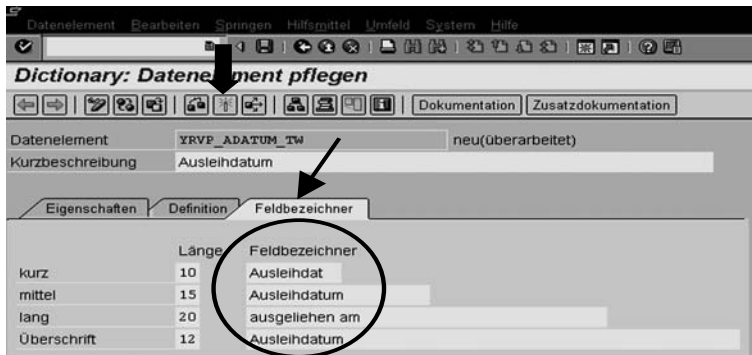 Datenelement Bearbeiten Springen Hilfsmittel Umfeld System Hilfe
Dictionary: Datenelement pflegen
Dokumentation Zusatzdokumentation
Datenelement YRVP_ADATUM_TW neu(überarbeitet)
Kurzbeschreibung Ausleihdatum
Eigenschaften Definition Feldbezeichner
Länge Feldbezeichner
kurz 10 Ausleihdat
mittel 15 Ausleihdatum
lang 20 ausgeliehen am
Überschrift 12 Ausleihdatum